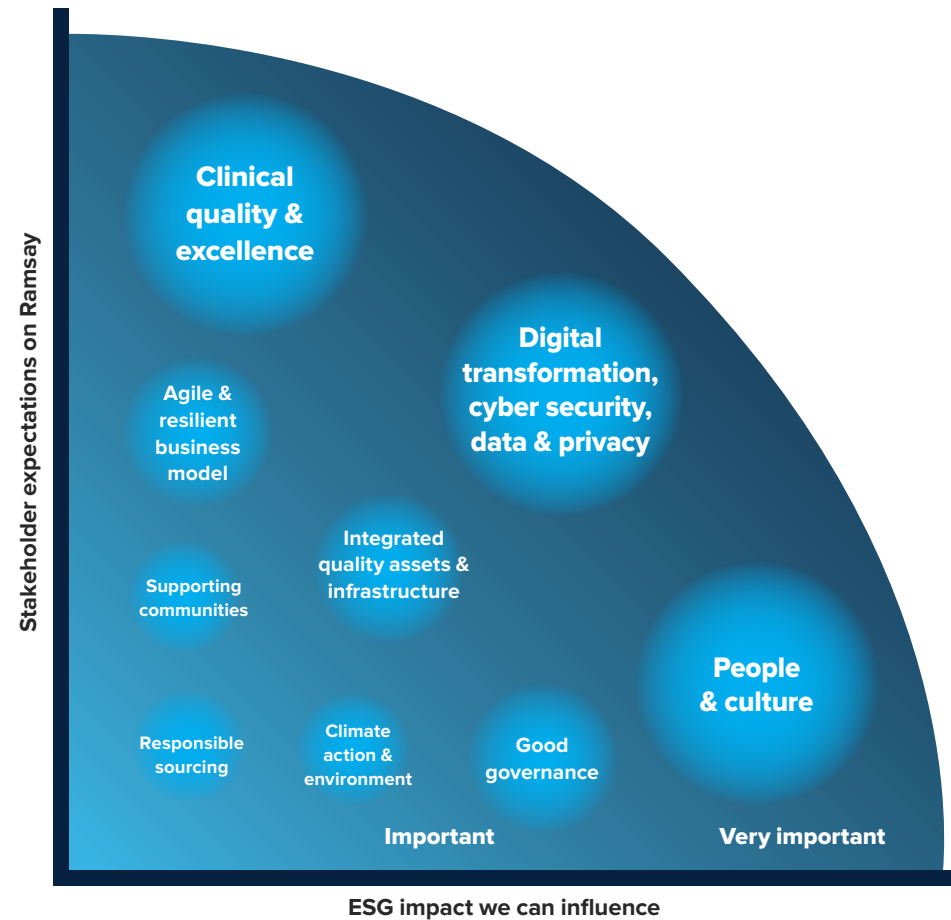 Stakeholder expectations on Ramsay
Clinical
quality &
excellence
Digital
transformation,
cyber security,
data & privacy
Agile &
resilient
business
model
Integrated
quality assets &
infrastructure
Supporting
communities
People
& culture
Responsible
sourcing
Climate
action &
environment
Good
governance
Important
Very important
ESG impact we can influence